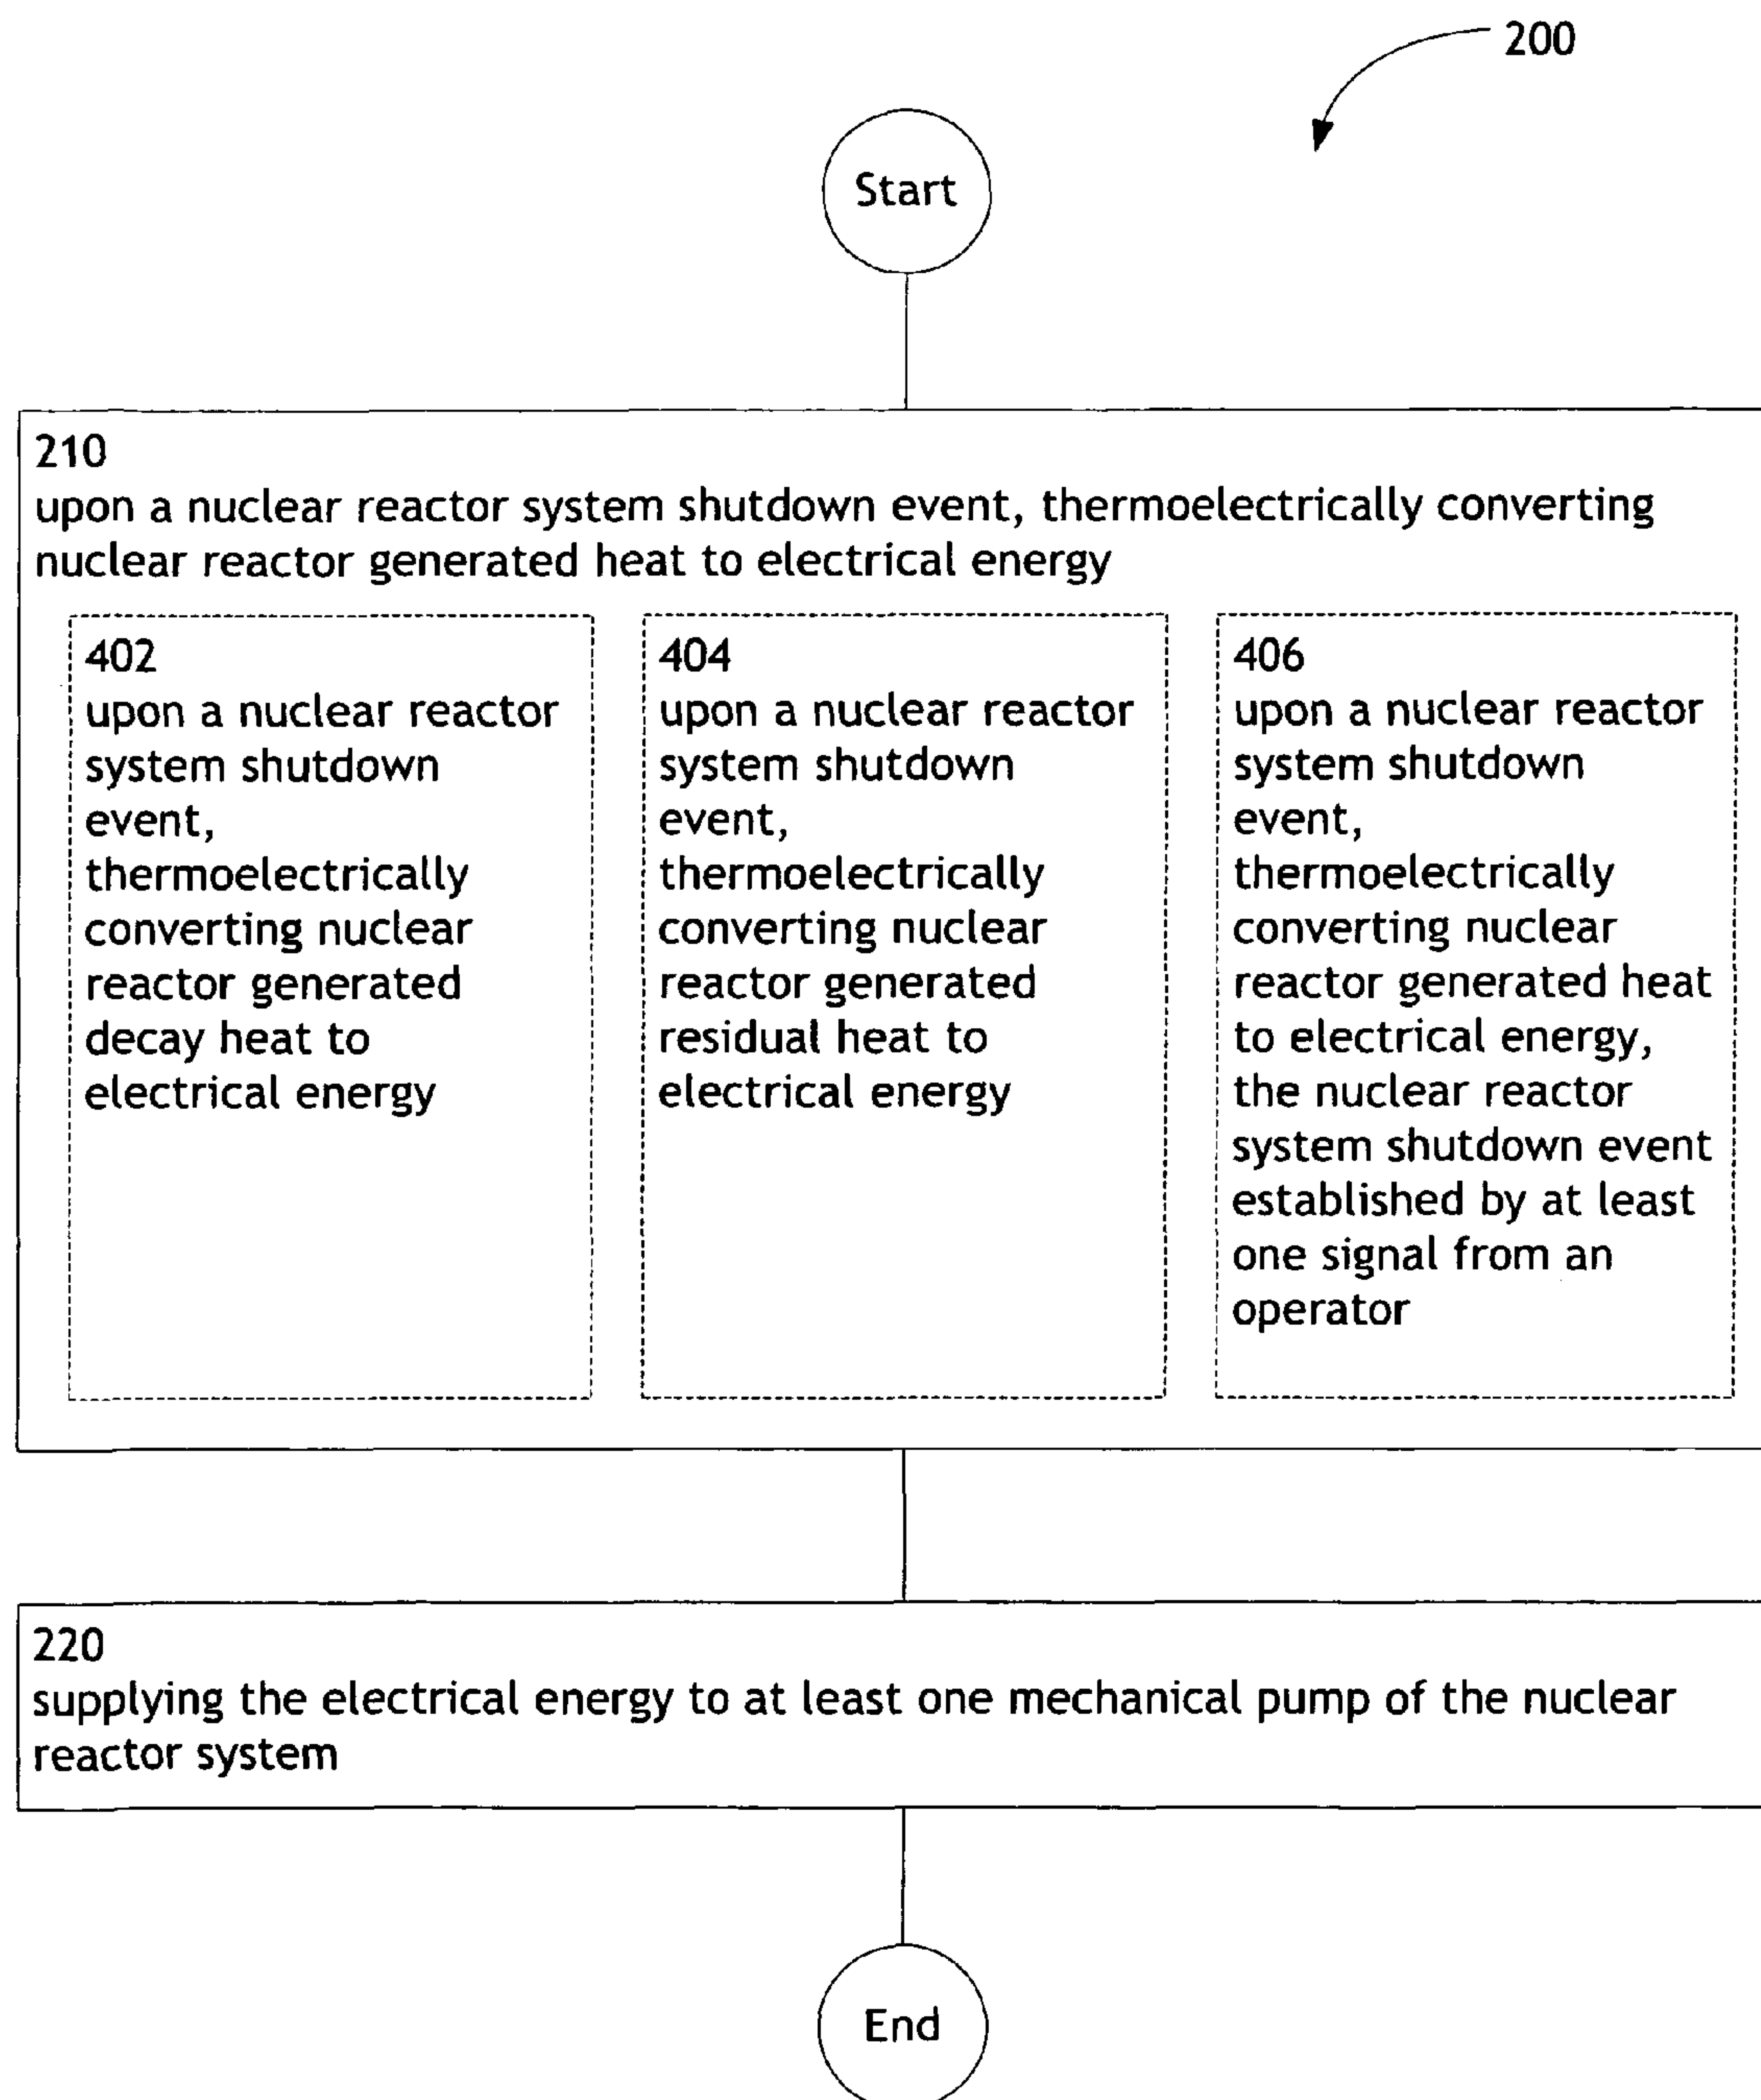 200
Start
210
upon a nuclear reactor system shutdown event, thermoelectrically converting
nuclear reactor generated heat to electrical energy
402
upon a nuclear reactor
system shutdown
event,
thermoelectrically
converting nuclear
reactor generated
decay heat to
electrical energy
404
upon a nuclear reactor
system shutdown
event,
thermoelectrically
converting nuclear
reactor generated
residual heat to
electrical energy
406
upon a nuclear reactor
system shutdown
event,
thermoelectrically
converting nuclear
reactor generated heat
to electrical energy,
the nuclear reactor
system shutdown event
established by at least
one signal from an
operator
220
supplying the electrical energy to at least one mechanical pump of the nuclear
reactor system
End